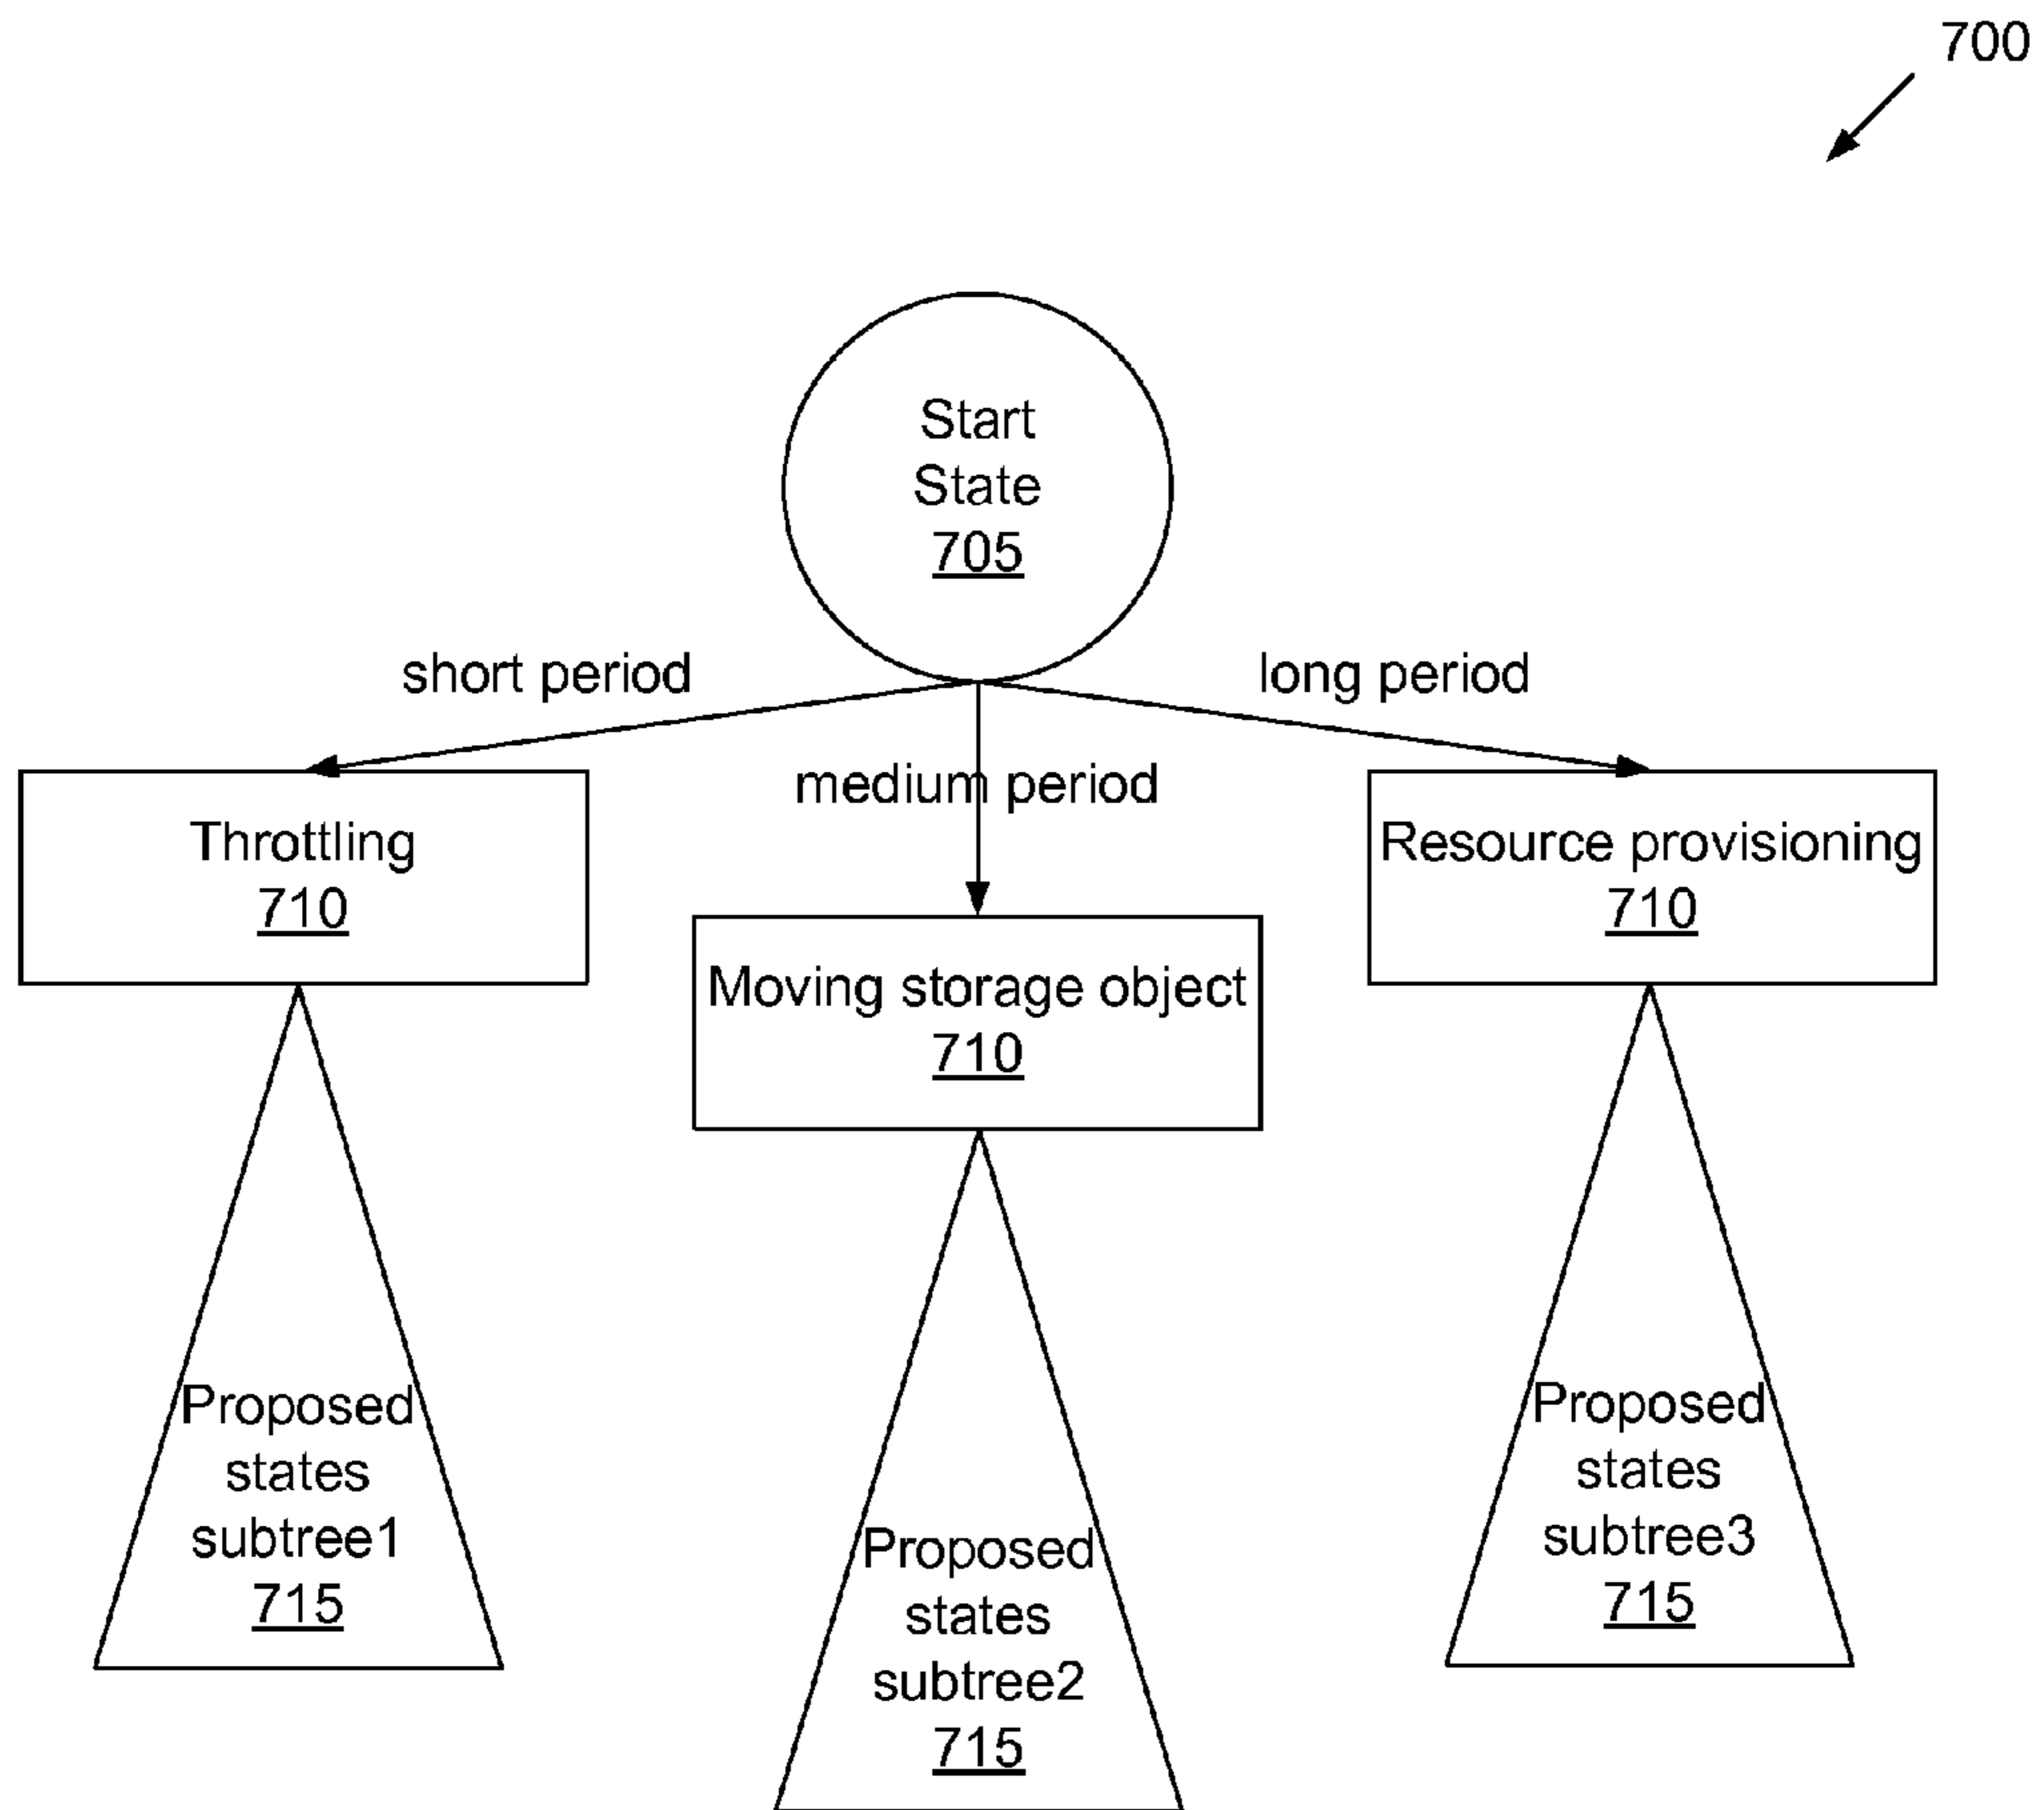 700
Start
State
705
short period
long period
medium period
Throttling
710
Resource provisioning
710
Moving storage object
710
Proposed
states
subtree1
715
Proposed
states
subtree2
715
Proposed
states
subtree3
715